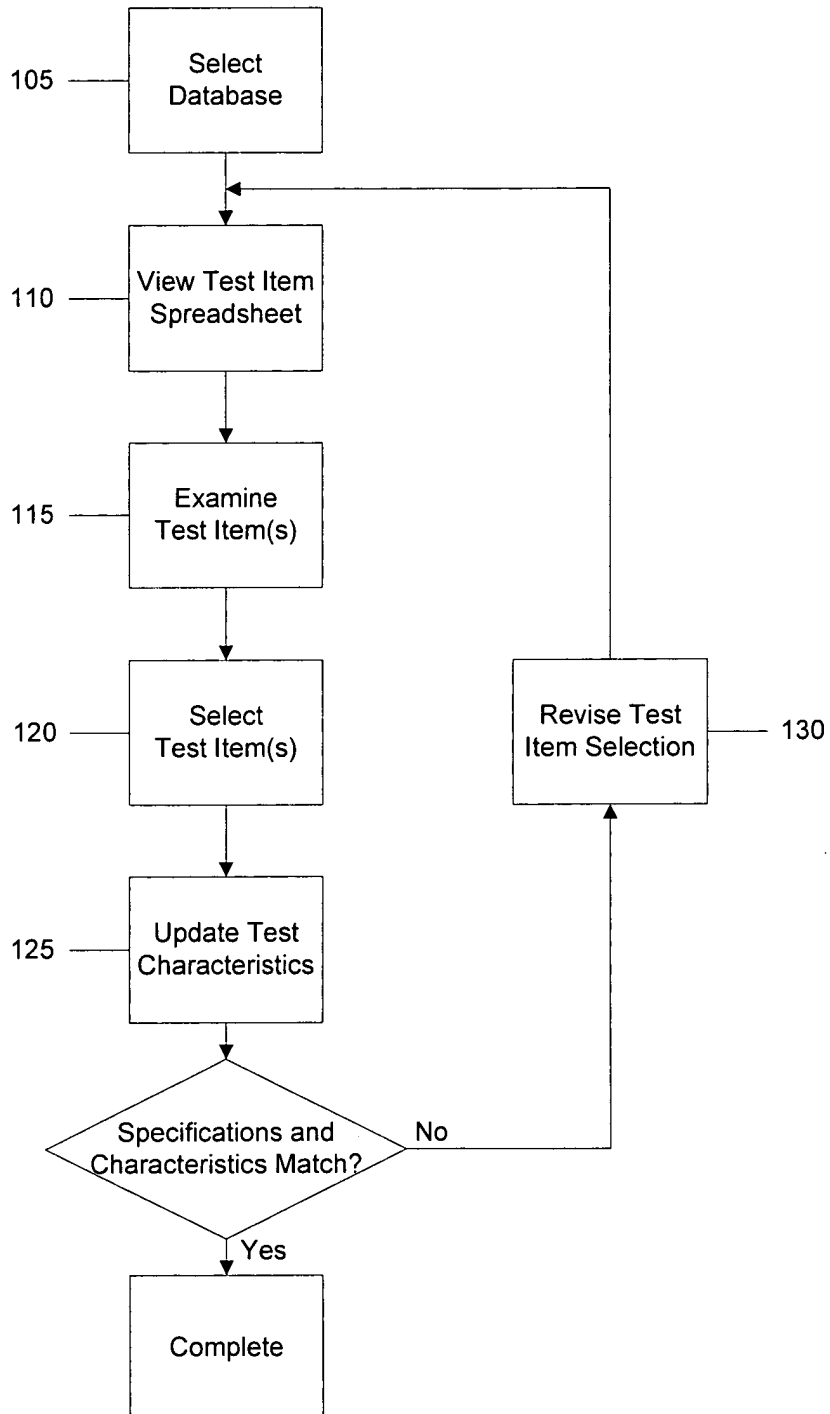 105
Select
Database
110
View Test Item
Spreadsheet
115
Examine
Test Item(s)
120
Select
Test Item(s)
Revise Test
Item Selection
130
125
Update Test
Characteristics
Specifications and
Characteristics Match?
No
Yes
Complete